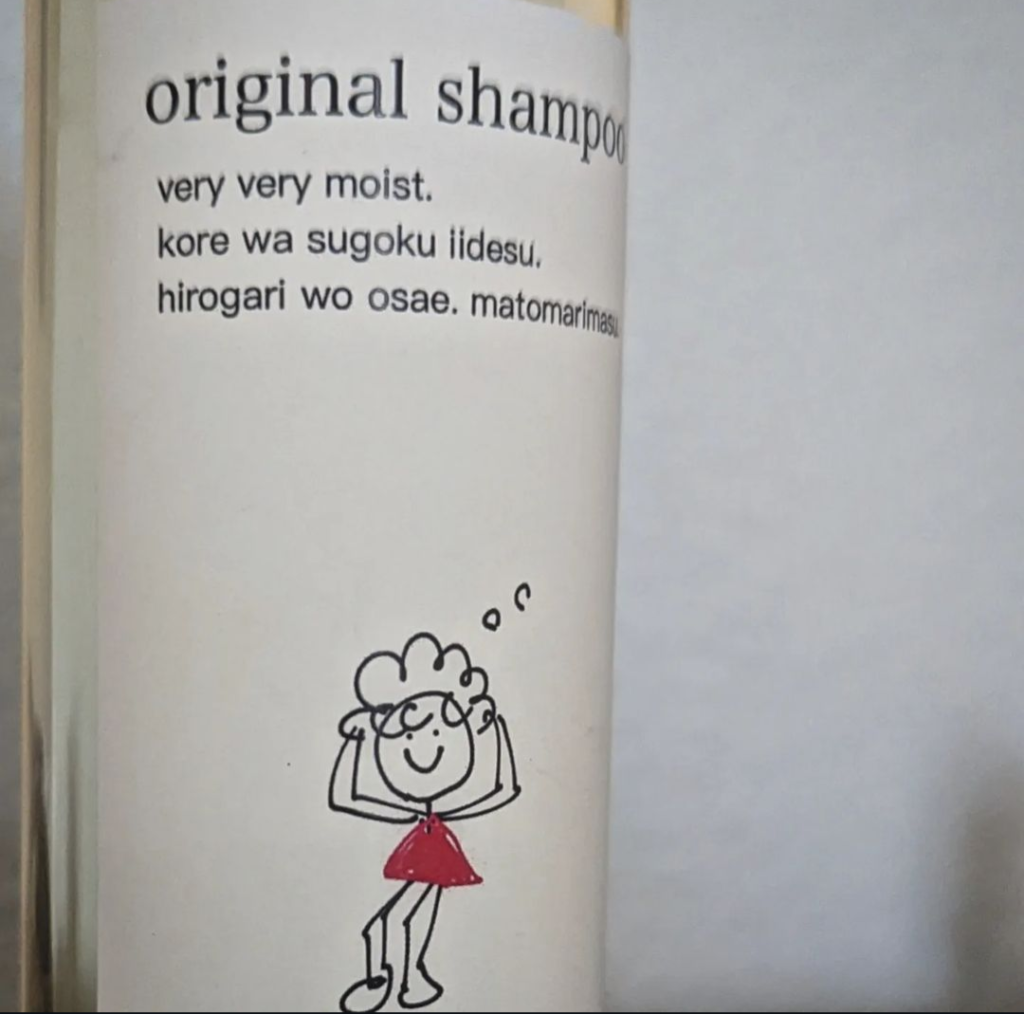 original shampoo
very very moist.
kore wa sugoku iidesu.
hirogari wo osae. matomarimasu